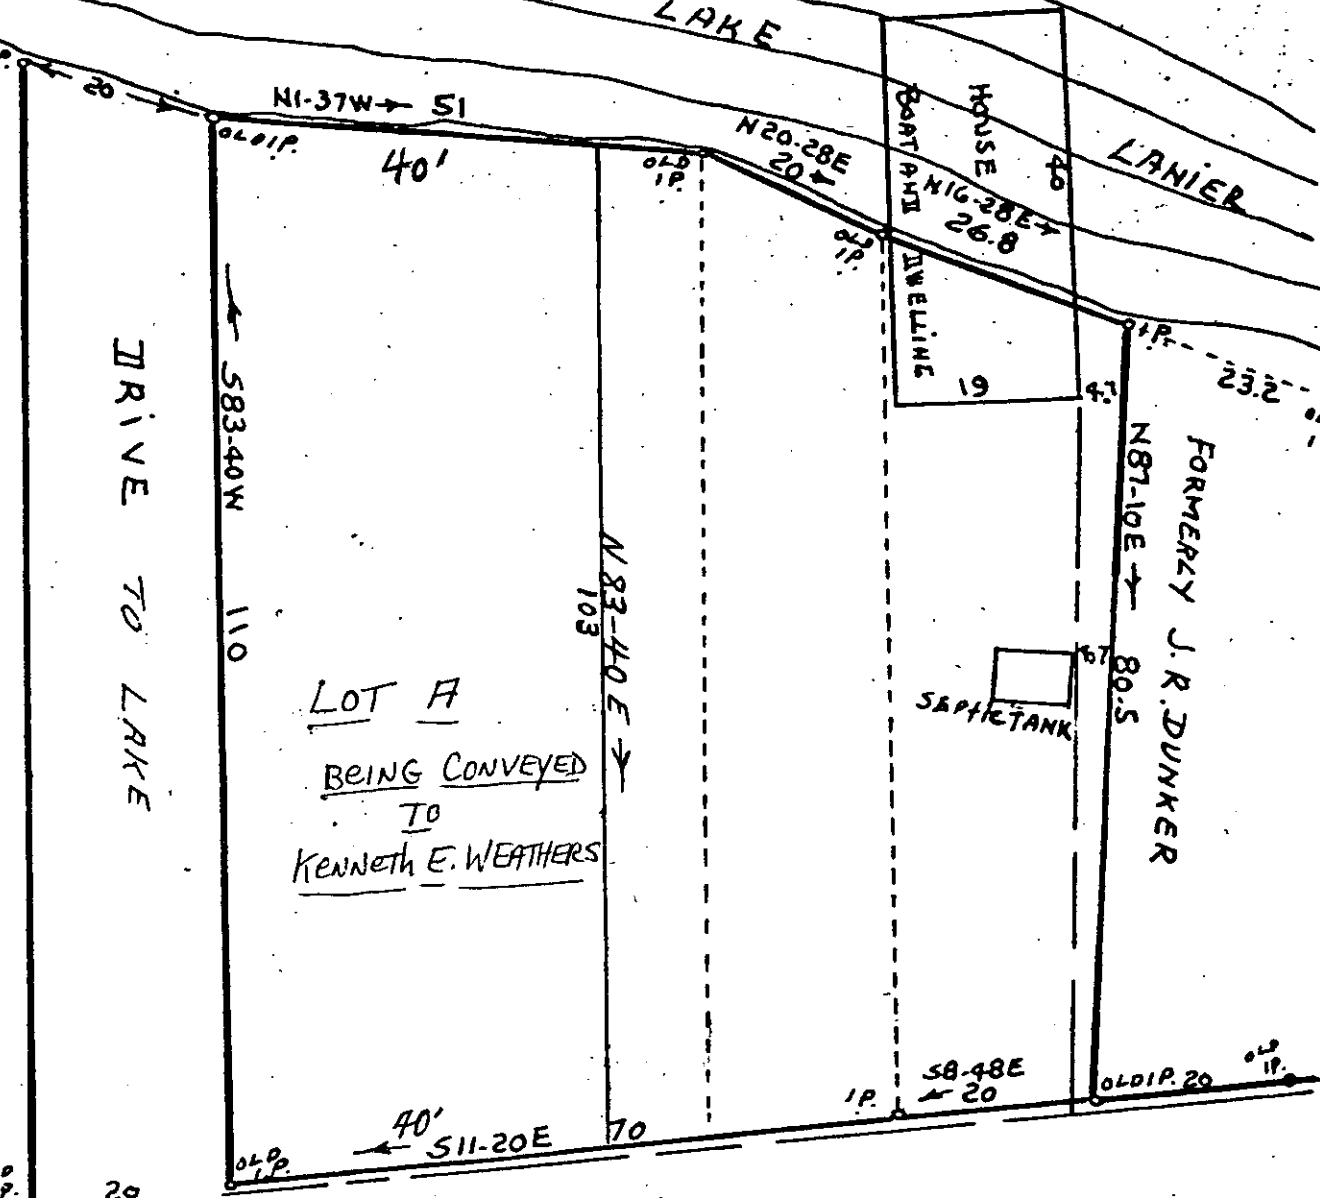 LAKE
P.
20
N1-37W
51
OLD I.P.
40'
OLD
I.P.
N20-28E
20
BOAT AND
HOUSE
40
LANIER
N16-28E
26.8
OLD
I.P.
DWELLING
19
4.7
I.P.
23.2
S83-40W
110
DRIVE TO LAKE
N83-40E
103
N87-10E
80.5
FORMERLY J.R. DUNKER
SEPTIC TANK
LOT A
BEING CONVEYED
TO
KENNETH E. WEATHERS
S8-48E
20
I.P.
OLD I.P. 20
OLD
I.P.
40'
S11-20E
70
OLD
I.P.
20